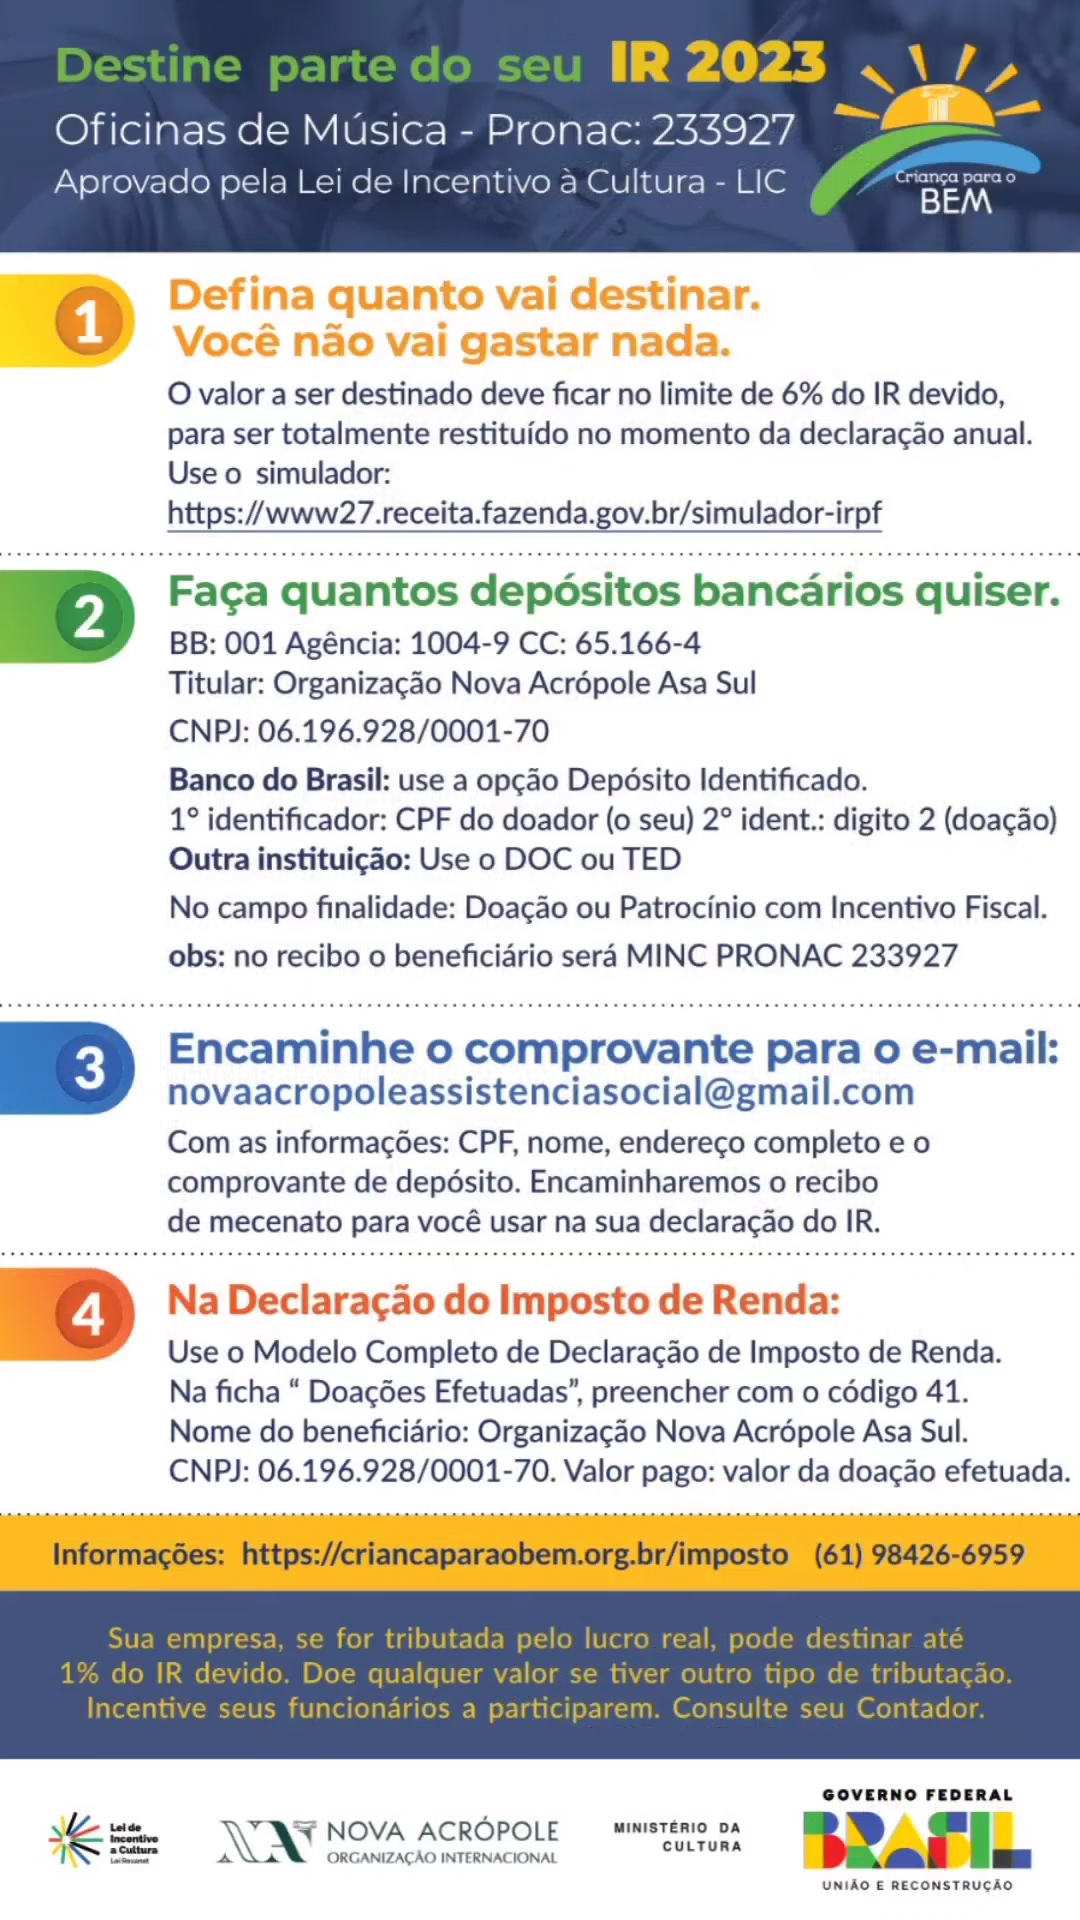 Destine parte do seu IR 2023
Oficinas de Música - Pronac: 233927
Aprovado pela Lei de Incentivo à Cultura - LIC
Criança para o
BEM
1
Defina quanto vai destinar.
Você não vai gastar nada.
O valor a ser destinado deve ficar no limite de 6% do IR devido,
para ser totalmente restituído no momento da declaração anual.
Use o simulador:
https://www27.receita.fazenda.gov.br/simulador-irpf
2
Faça quantos depósitos bancários quiser.
BB: 001 Agência: 1004-9 CC: 65.166-4
Titular: Organização Nova Acrópole Asa Sul
CNPJ: 06.196.928/0001-70
Banco do Brasil: use a opção Depósito Identificado.
1º identificador: CPF do doador (o seu) 2º ident.: digito 2 (doação)
Outra instituição: Use o DOC ou TED
No campo finalidade: Doação ou Patrocínio com Incentivo Fiscal.
obs: no recibo o beneficiário será MINC PRONAC 233927
3
Encaminhe o comprovante para o e-mail:
novaacropoleassistenciasocial@gmail.com
Com as informações: CPF, nome, endereço completo e o
comprovante de depósito. Encaminharemos o recibo
de mecenato para você usar na sua declaração do IR.
4
Na Declaração do Imposto de Renda:
Use o Modelo Completo de Declaração de Imposto de Renda.
Na ficha “ Doações Efetuadas”, preencher com o código 41.
Nome do beneficiário: Organização Nova Acrópole Asa Sul.
CNPJ: 06.196.928/0001-70. Valor pago: valor da doação efetuada.
Informações: https://criancaparaobem.org.br/imposto (61) 98426-6959
Sua empresa, se for tributada pelo lucro real, pode destinar até
1% do IR devido. Doe qualquer valor se tiver outro tipo de tributação.
Incentive seus funcionários a participarem. Consulte seu Contador.
Lei de
Incentivo
a Cultura
Lei Rouanet
NA
NOVA ACRÓPOLE
ORGANIZAÇÃO INTERNACIONAL
MINISTÉRIO DA
CULTURA
GOVERNO FEDERAL
BRASIL
UNIÃO E RECONSTRUÇÃO